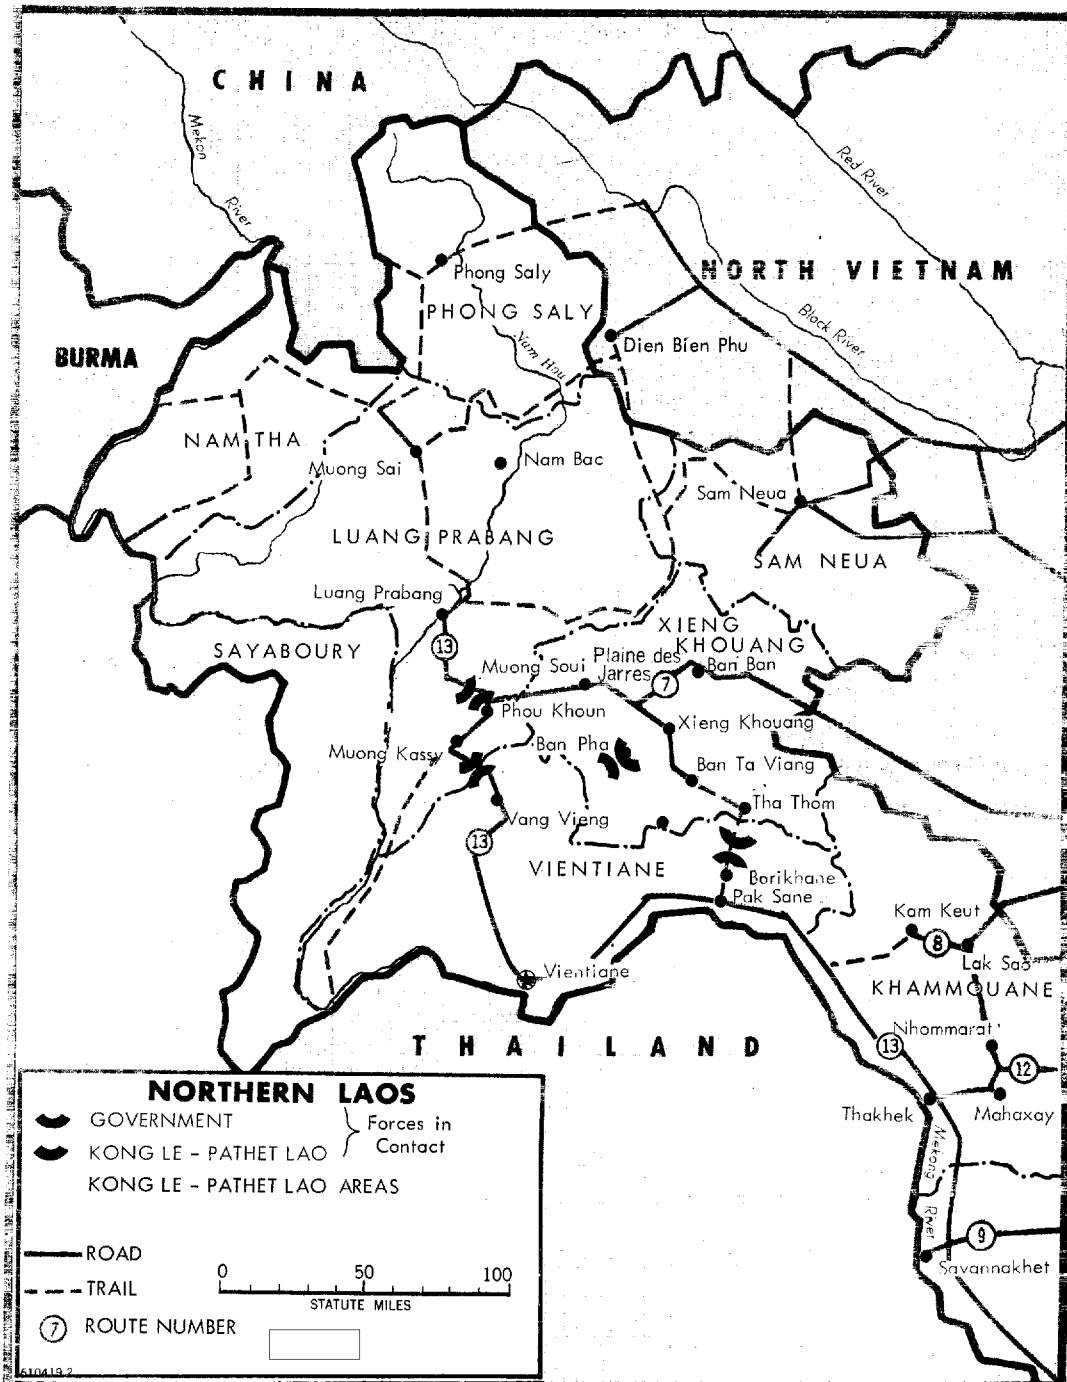 CHINA
Mekon
River
Red River
Phong Saly
NORTH VIETNAM
PHONG SALY
Black River
Nam Hou
Dien Bien Phu
BURMA
NAM THA
Muong Sai
Nam Bac
Sam Neua
LUANG PRABANG
SAM NEUA
Luang Prabang
XIENG
KHOUANG
SAYABOURY
13
Muong Soui
Plaine des
Jarres
Ban Ban
7
Phou Khoun
Xieng Khouang
Muong Kassy
Ban Pha
Ban Ta Viang
Tha Thom
Vang Vieng
13
VIENTIANE
Borikhane
Pak Sane
Kam Keut
8
Lak Sao
Vientiane
KHAMMOUANE
Nhommarat
THAILAND
13
12
Thakhek
Mahaxay
Mekong
River
9
Savannakhet
NORTHERN LAOS
GOVERNMENT
KONG LE - PATHET LAO
Forces in
Contact
KONG LE - PATHET LAO AREAS
ROAD
TRAIL
0 50 100
STATUTE MILES
7 ROUTE NUMBER
610419 2